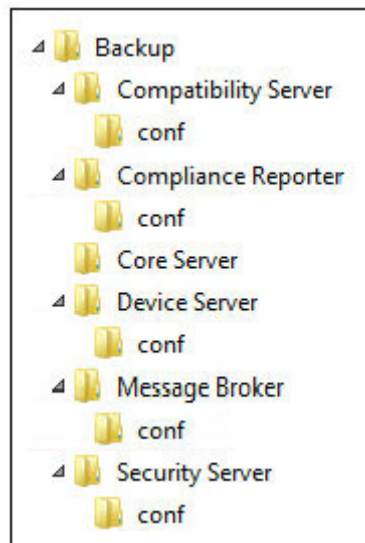 Backup
Compatibility Server
conf
Compliance Reporter
conf
Core Server
Device Server
conf
Message Broker
conf
Security Server
conf